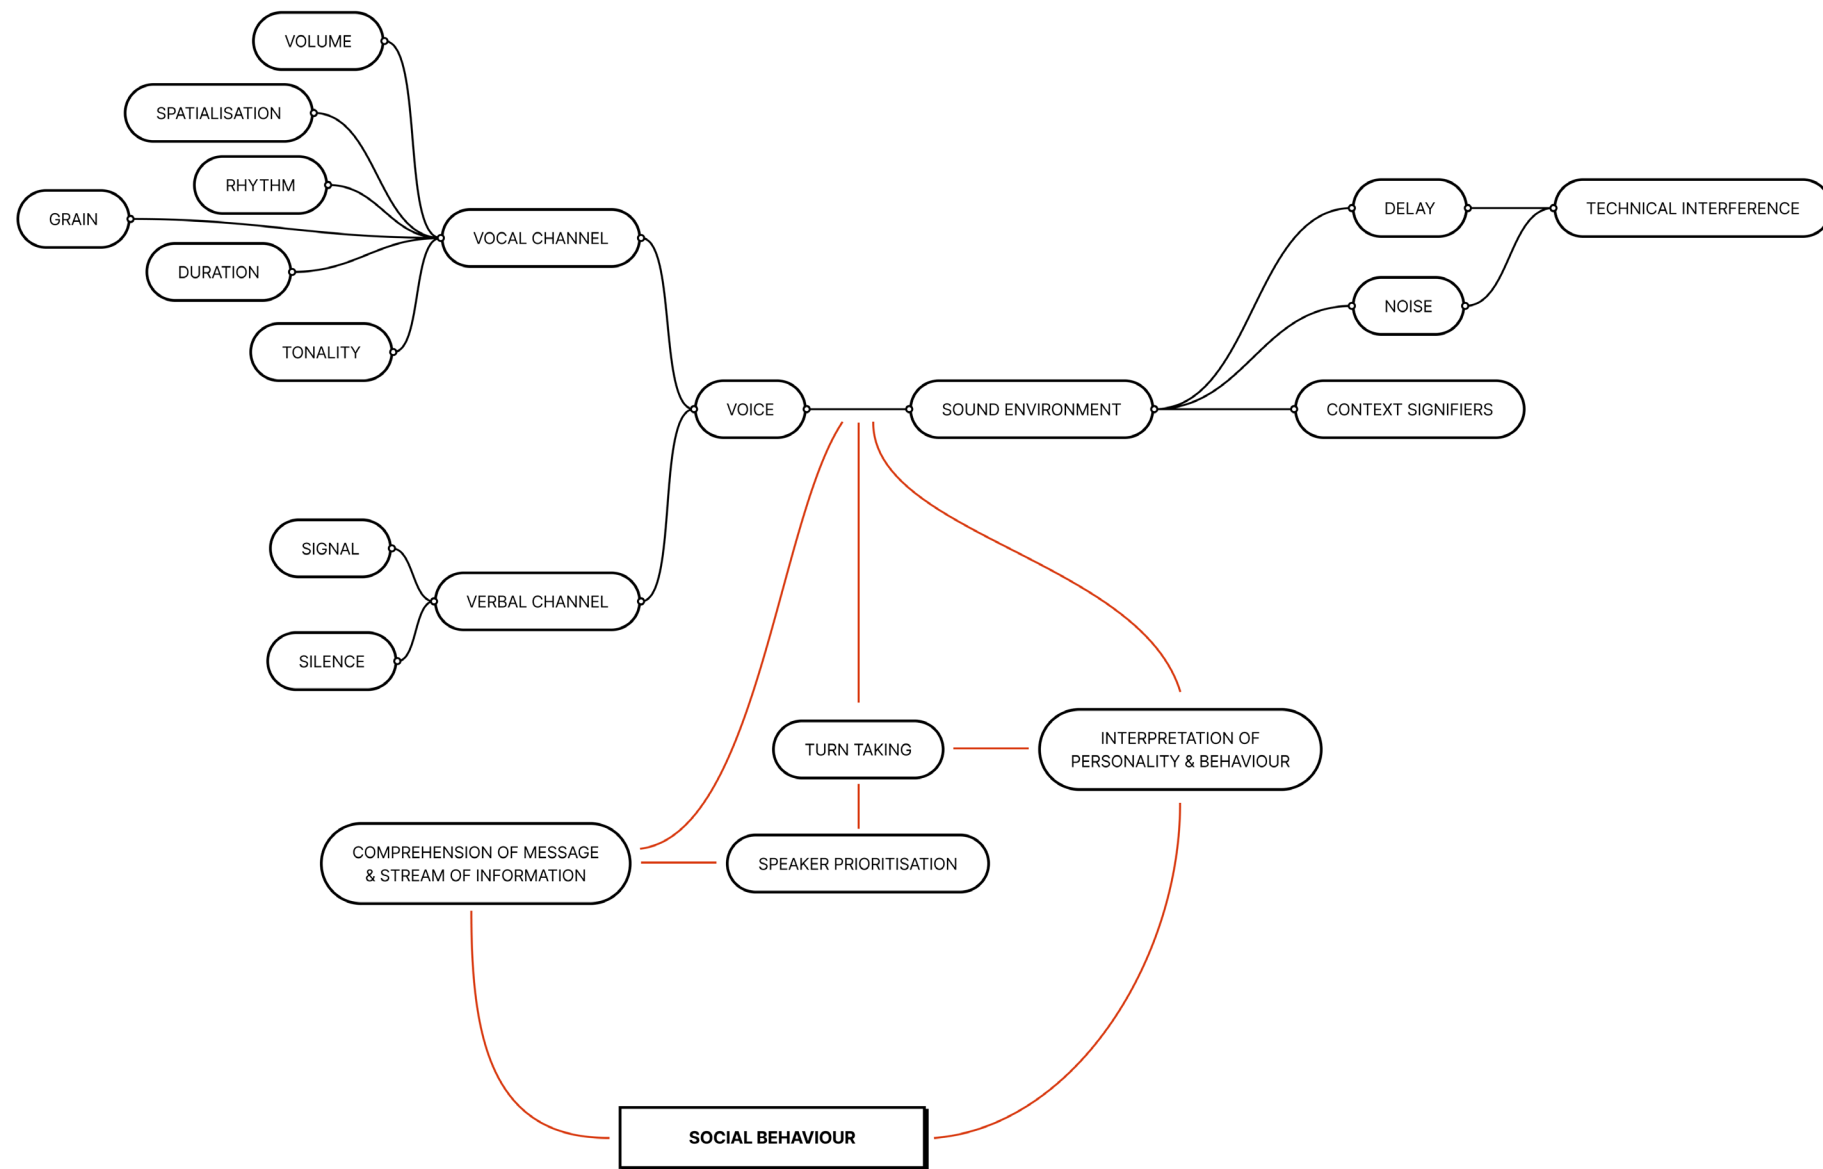 VOLUME
SPATIALISATION
RHYTHM
GRAIN
VOCAL CHANNEL
DURATION
TONALITY
DELAY
TECHNICAL INTERFERENCE
NOISE
VOICE
SOUND ENVIRONMENT
CONTEXT SIGNIFIERS
SIGNAL
VERBAL CHANNEL
SILENCE
TURN TAKING
INTERPRETATION OF
PERSONALITY & BEHAVIOUR
COMPREHENSION OF MESSAGE
& STREAM OF INFORMATION
SPEAKER PRIORITISATION
SOCIAL BEHAVIOUR